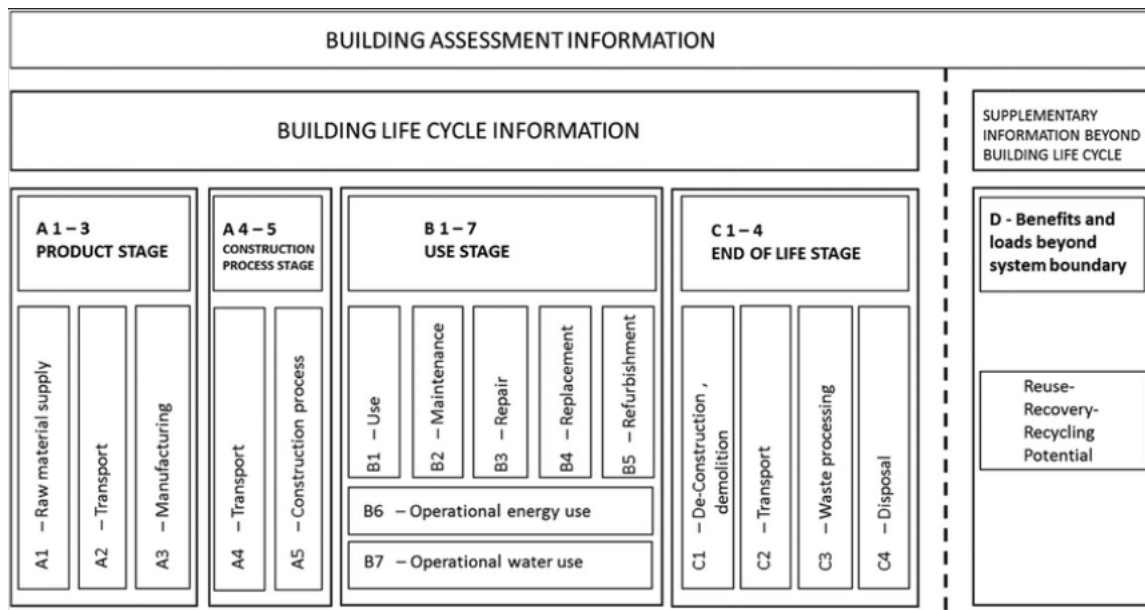 BUILDING ASSESSMENT INFORMATION
BUILDING LIFE CYCLE INFORMATION
SUPPLEMENTARY
INFORMATION BEYOND
BUILDING LIFE CYCLE
A 1 – 3
PRODUCT STAGE
A1 – Raw material supply
A2 – Transport
A3 – Manufacturing
A 4 – 5
CONSTRUCTION
PROCESS STAGE
A4 – Transport
A5 – Construction process
B 1 – 7
USE STAGE
B1 – Use
B2 – Maintenance
B3 – Repair
B4 – Replacement
B5 – Refurbishment
B6 – Operational energy use
B7 – Operational water use
C 1 – 4
END OF LIFE STAGE
C1 – De-Construction ,
demolition
C2 – Transport
C3 – Waste processing
C4 – Disposal
D - Benefits and
loads beyond
system boundary
Reuse-
Recovery-
Recycling
Potential